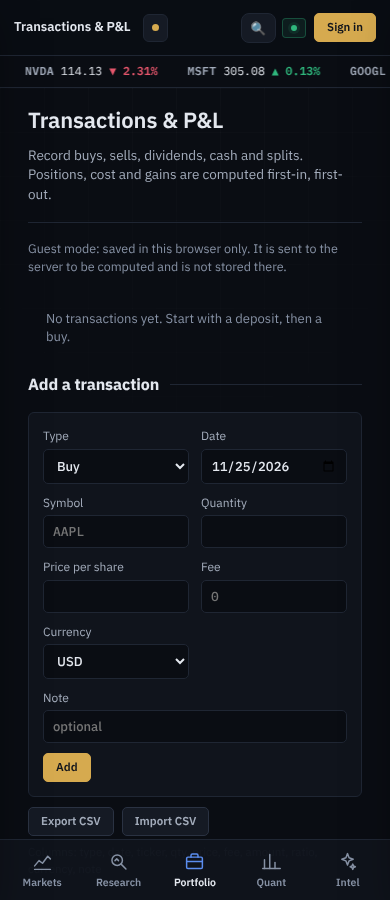 Transactions & P&L
Sign in
NVDA 114.13 ▼ 2.31% MSFT 305.08 ▲ 0.13% GOOGL
Transactions & P&L
Record buys, sells, dividends, cash and splits.
Positions, cost and gains are computed first-in, first-
out.
Guest mode: saved in this browser only. It is sent to the
server to be computed and is not stored there.
No transactions yet. Start with a deposit, then a
buy.
Add a transaction
Type Date
Buy 11/25/2026
Symbol Quantity
AAPL
Price per share Fee
0
Currency
USD
Note
optional
Add
Export CSV Import CSV
Markets Research Portfolio Quant Intel